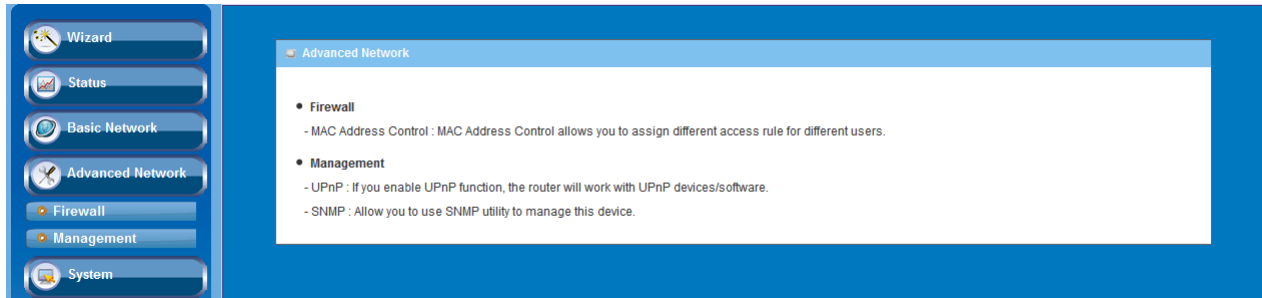 Wizard
Status
Basic Network
Advanced Network
Firewall
Management
System
Advanced Network
• Firewall
- MAC Address Control : MAC Address Control allows you to assign different access rule for different users.
• Management
- UPnP : If you enable UPnP function, the router will work with UPnP devices/software.
- SNMP : Allow you to use SNMP utility to manage this device.